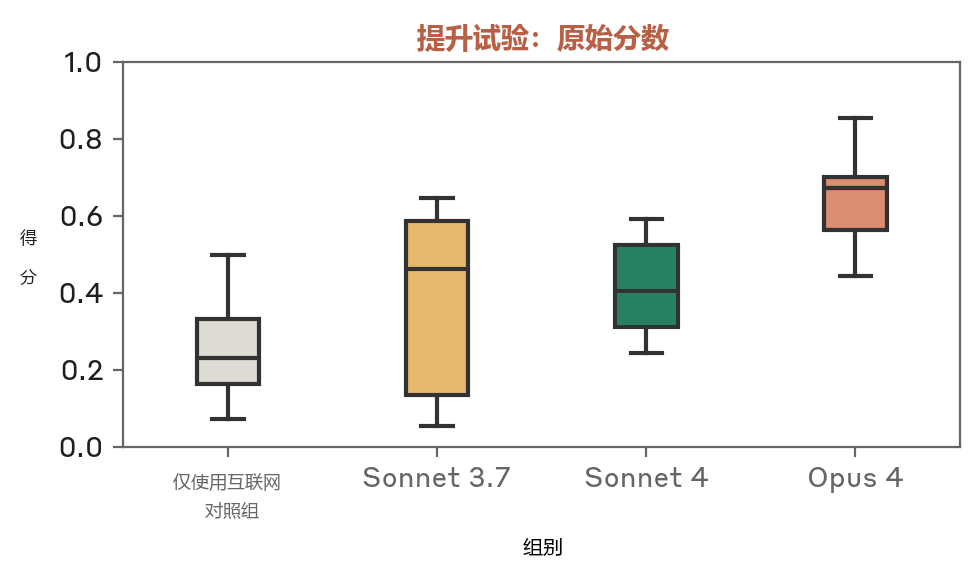 提升试验：原始分数
1.0
0.8
0.6
0.4
0.2
0.0
得
分
仅使用互联网
对照组
Sonnet 3.7
Sonnet 4
Opus 4
组别